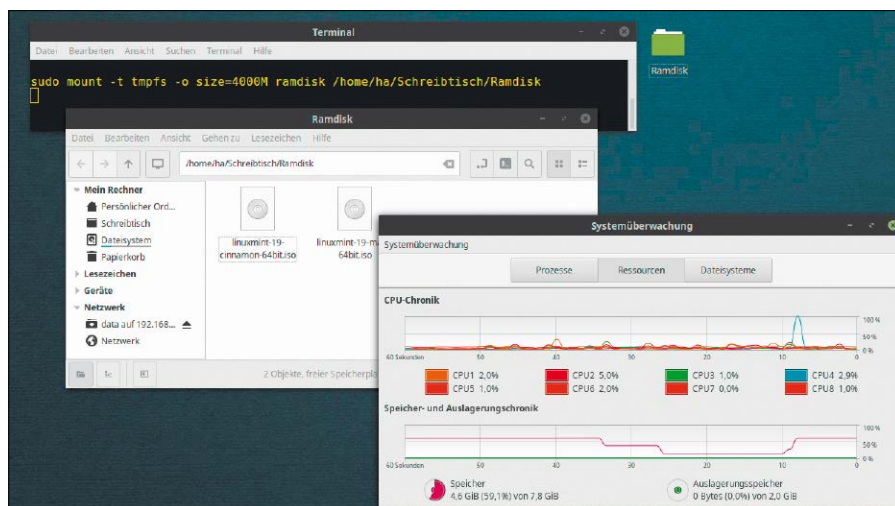 Terminal
Datei Bearbeiten Ansicht Suchen Terminal Hilfe
sudo mount -t tmpfs -o size=4000M ramdisk /home/ha/Schreibtisch/Ramdisk
Ramdisk
Ramdisk
Datei Bearbeiten Ansicht Gehen zu Lesezeichen Hilfe
/home/ha/Schreibtisch/Ramdisk
Mein Rechner
Persönlicher Ord...
Schreibtisch
Dateisystem
Papierkorb
Lesezeichen
Geräte
Netzwerk
data auf 192.168...
Netzwerk
linuxmint-19-
cinnamon-64bit.iso
linuxmint-19-m
64bit.iso
2 Objekte, freier Speicherpla
Systemüberwachung
Systemüberwachung
Prozesse Ressourcen Dateisysteme
CPU-Chronik
100 %
50 %
0 %
60 Sekunden 50 40 30 20 10 0
CPU1 2,0% CPU2 5,0% CPU3 1,0% CPU4 2,9%
CPU5 1,0% CPU6 2,0% CPU7 0,0% CPU8 1,0%
Speicher- und Auslagerungschronik
100 %
50 %
0 %
60 Sekunden 50 40 30 20 10 0
Speicher
4,6 GiB (59,1%) von 7,8 GiB
Auslagerungsspeicher
0 Bytes (0,0%) von 2,0 GiB